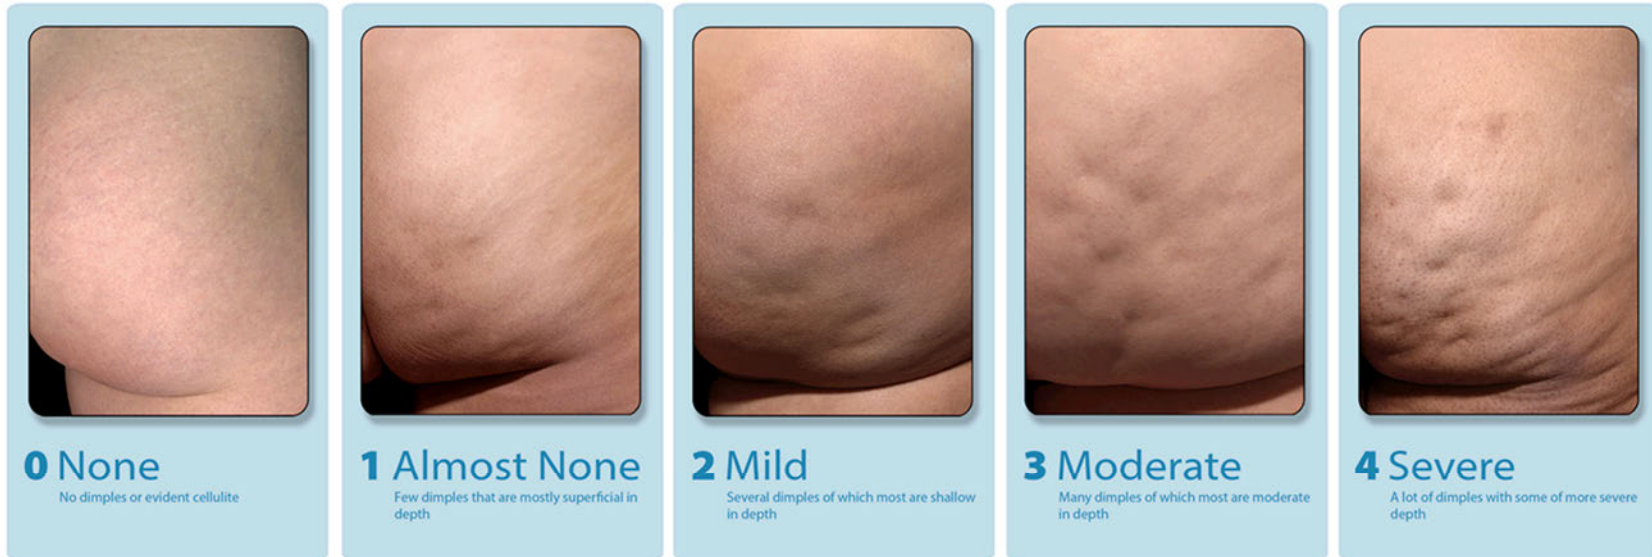 0 None
No dimples or evident cellulite
1 Almost None
Few dimples that are mostly superficial in
depth
2 Mild
Several dimples of which most are shallow
in depth
3 Moderate
Many dimples of which most are moderate
in depth
4 Severe
A lot of dimples with some of more severe
depth